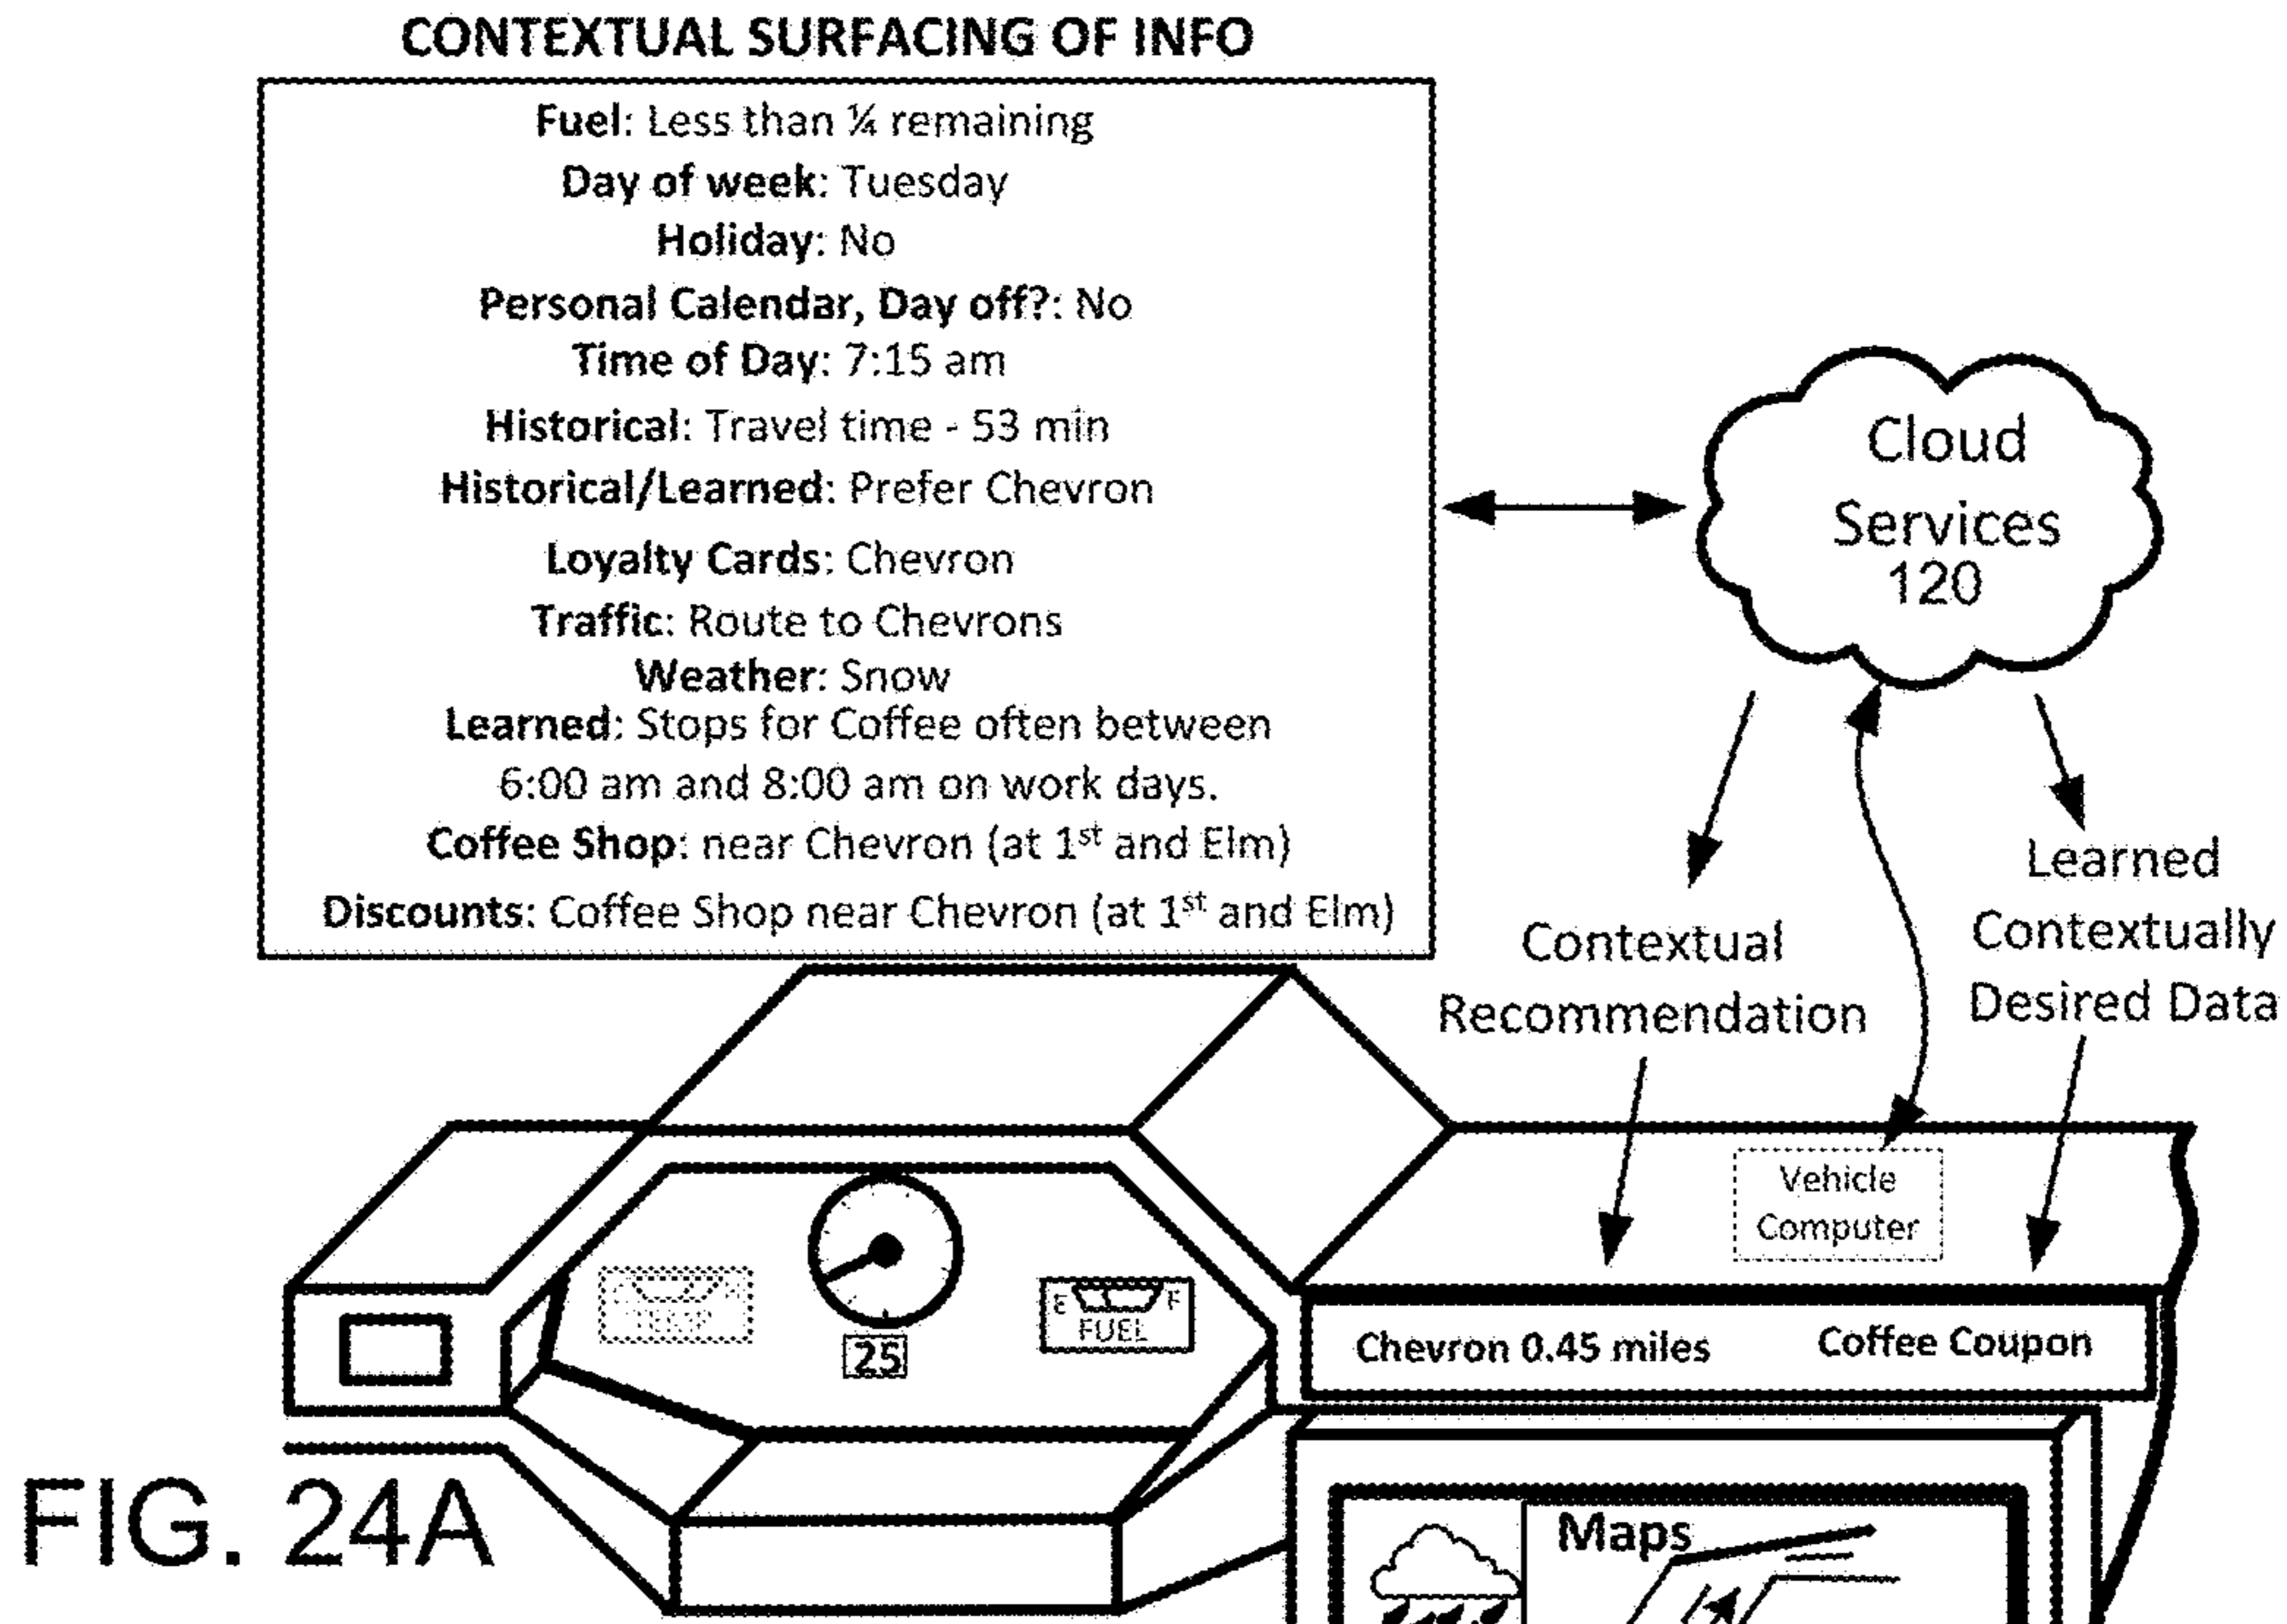 CONTEXTUAL SURFACING OF INFO
Fuel: Less than ¼ remaining
Day of week: Tuesday
Holiday: No
Personal Calendar, Day off?: No
Time of Day: 7:15 am
Historical: Travel time - 53 min
Historical/Learned: Prefer Chevron
Loyalty Cards: Chevron
Traffic: Route to Chevrons
Weather: Snow
Learned: Stops for Coffee often between
6:00 am and 8:00 am on work days.
Coffee Shop: near Chevron (at 1st and Elm)
Discounts: Coffee Shop near Chevron (at 1st and Elm)
Cloud
Services
120
Contextual
Recommendation
Learned
Contextually
Desired Data
Vehicle
Computer
E F
FUEL
25
Chevron 0.45 miles
Coffee Coupon
Maps
FIG. 24A